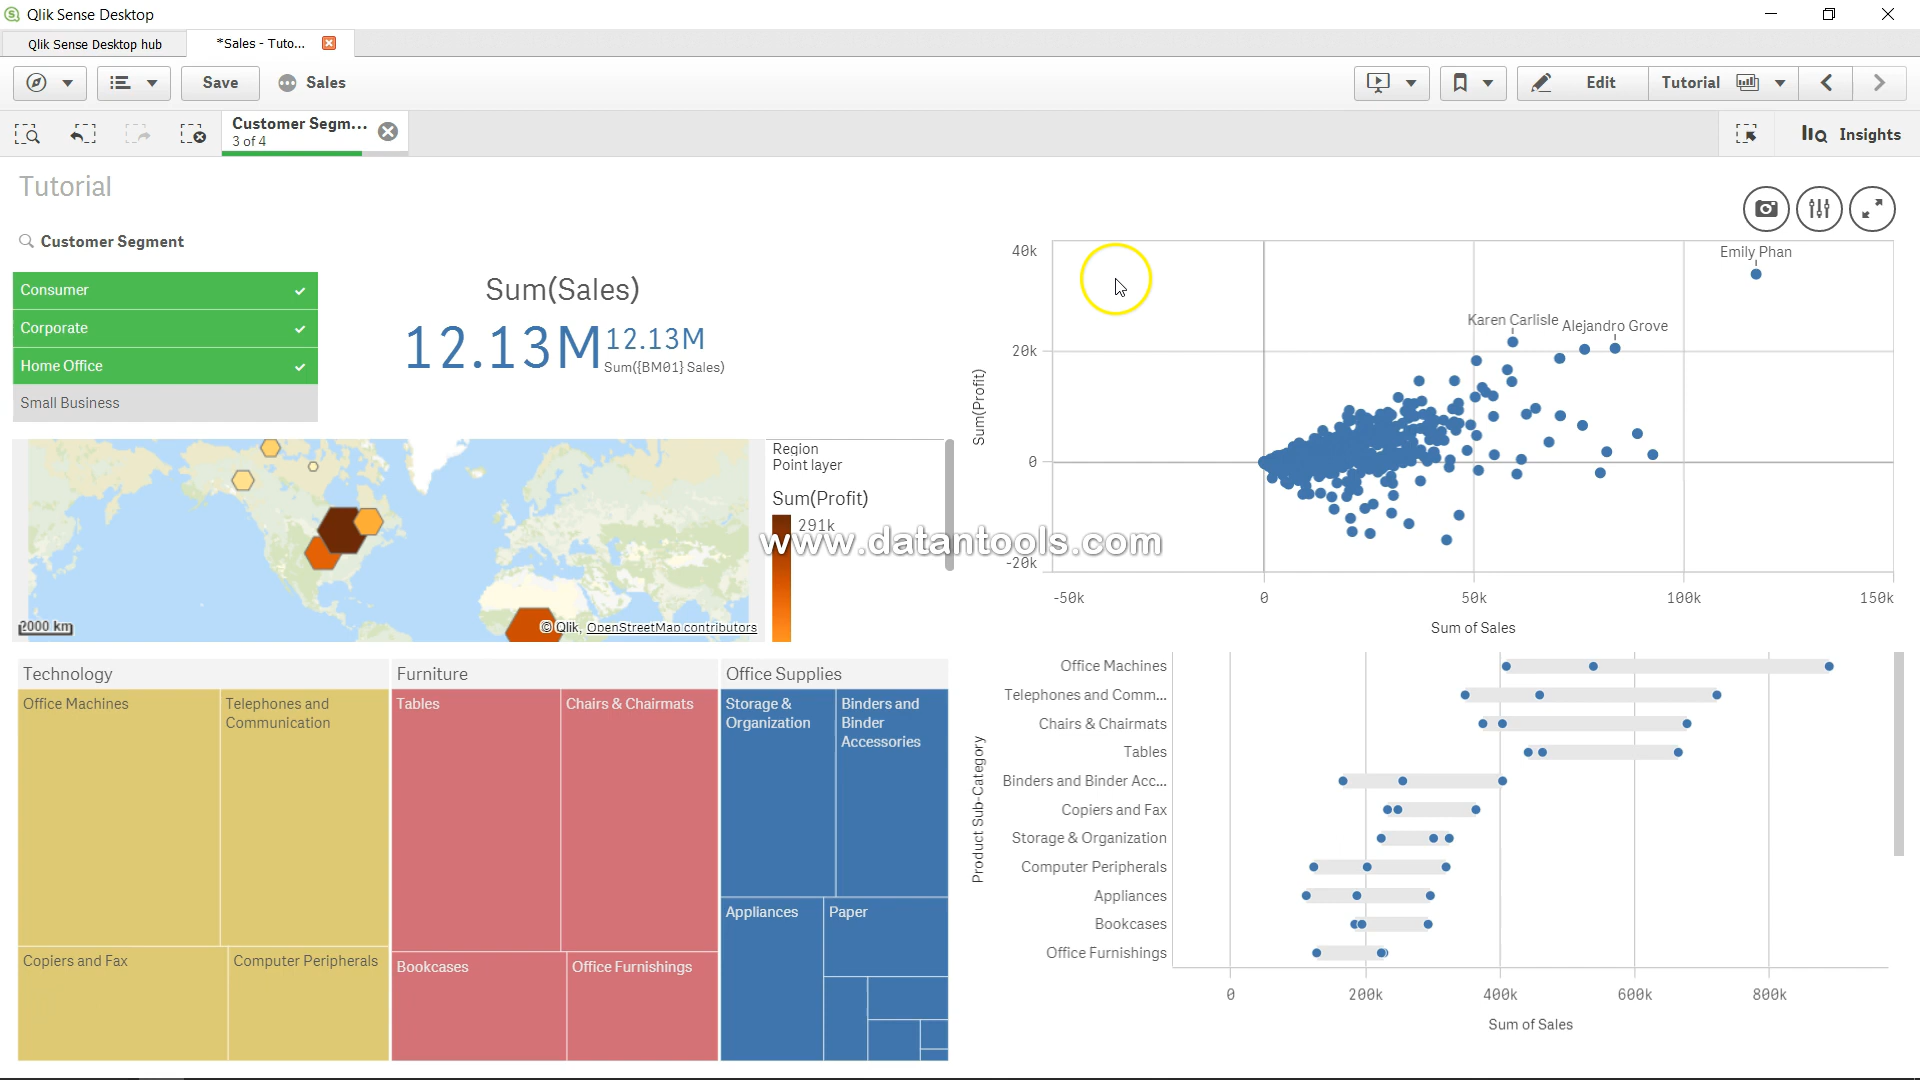 Qlik Sense Desktop
Qlik Sense Desktop hub
*Sales - Tuto...
Save
Sales
Edit
Tutorial
Customer Segm...
3 of 4
Insights
Tutorial
Customer Segment
Consumer
Corporate
Home Office
Small Business
Sum(Sales)
12.13M
12.13M
Sum({BM01} Sales)
2000 km
© Qlik, OpenStreetMap contributors
Region
Point layer
Sum(Profit)
291k
www.datantools.com
Sum(Profit)
40k
20k
0
-20k
Emily Phan
Karen Carlisle
Alejandro Grove
-50k
0
50k
100k
150k
Sum of Sales
Technology
Office Machines
Telephones and
Communication
Copiers and Fax
Computer Peripherals
Furniture
Tables
Chairs & Chairmats
Bookcases
Office Furnishings
Office Supplies
Storage &
Organization
Binders and
Binder
Accessories
Appliances
Paper
Product Sub-Category
Office Machines
Telephones and Comm...
Chairs & Chairmats
Tables
Binders and Binder Acc...
Copiers and Fax
Storage & Organization
Computer Peripherals
Appliances
Bookcases
Office Furnishings
0
200k
400k
600k
800k
Sum of Sales